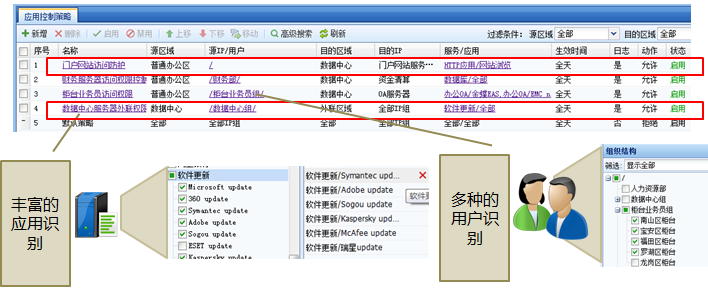 应用控制策略
新增 删除 启用 禁用 上移 下移 移动 高级搜索 刷新 过滤条件: 源区域 全部 目的区域 全部
序号 名称 源区域 源IP/用户 目的区域 目的IP 服务/应用 生效时间 日志 动作 状态
1 门户网站访问防护 普通办公区 / 数据中心 门户网站服务… HTTP应用/网站浏览 全天 是 允许 启用
2 财务服务器访问权限控制 普通办公区 /财务部/ 数据中心 资金清算 数据库/全部 全天 是 允许 启用
3 柜台业务员访问权限 普通办公区 /柜台业务员组/ 数据中心 OA服务器 办公OA/金蝶EAS,办公OA/EMC 全天 是 允许 启用
4 数据中心服务器外联权限 数据中心 /数据中心组/ 外联区域 全部IP组 软件更新/全部 全天 是 允许 启用
5 默认策略 全部 全部IP组 全部 全部IP组 全部/全部 全天 否 拒绝 启用
丰富的
应用识
别
软件更新
Microsoft update
360 update
Symantec update
Adobe update
Sogou update
ESET update
Kaspersky update
软件更新/Symantec upd...
软件更新/Adobe update
软件更新/Sogou update
软件更新/Kaspersky upd...
软件更新/McAfee update
软件更新/瑞星update
多种的
用户识
别
组织结构
筛选: 显示全部
/
人力资源部
数据中心组
柜台业务员组
南山区柜台
宝安区柜台
福田区柜台
罗湖区柜台
龙岗区柜台